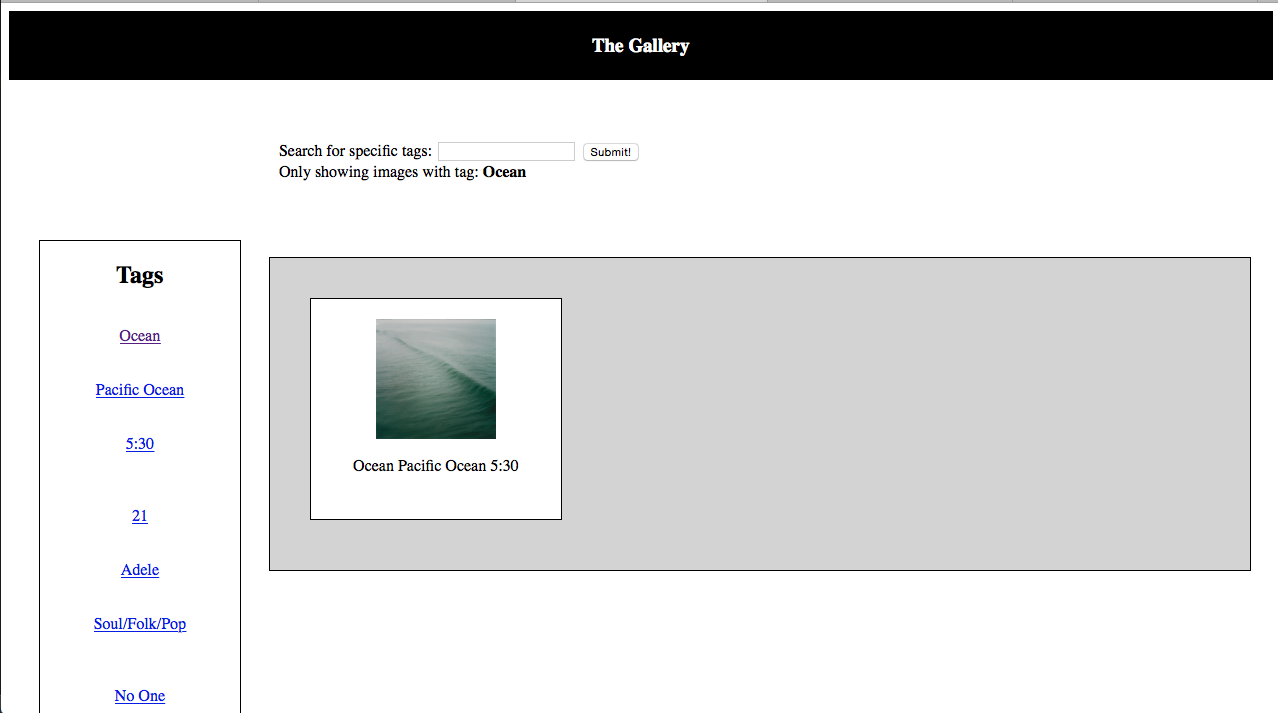 The Gallery
Search for specific tags: Submit!
Only showing images with tag: Ocean
Tags
Ocean
Pacific Ocean
5:30
21
Adele
Soul/Folk/Pop
No One
Ocean Pacific Ocean 5:30